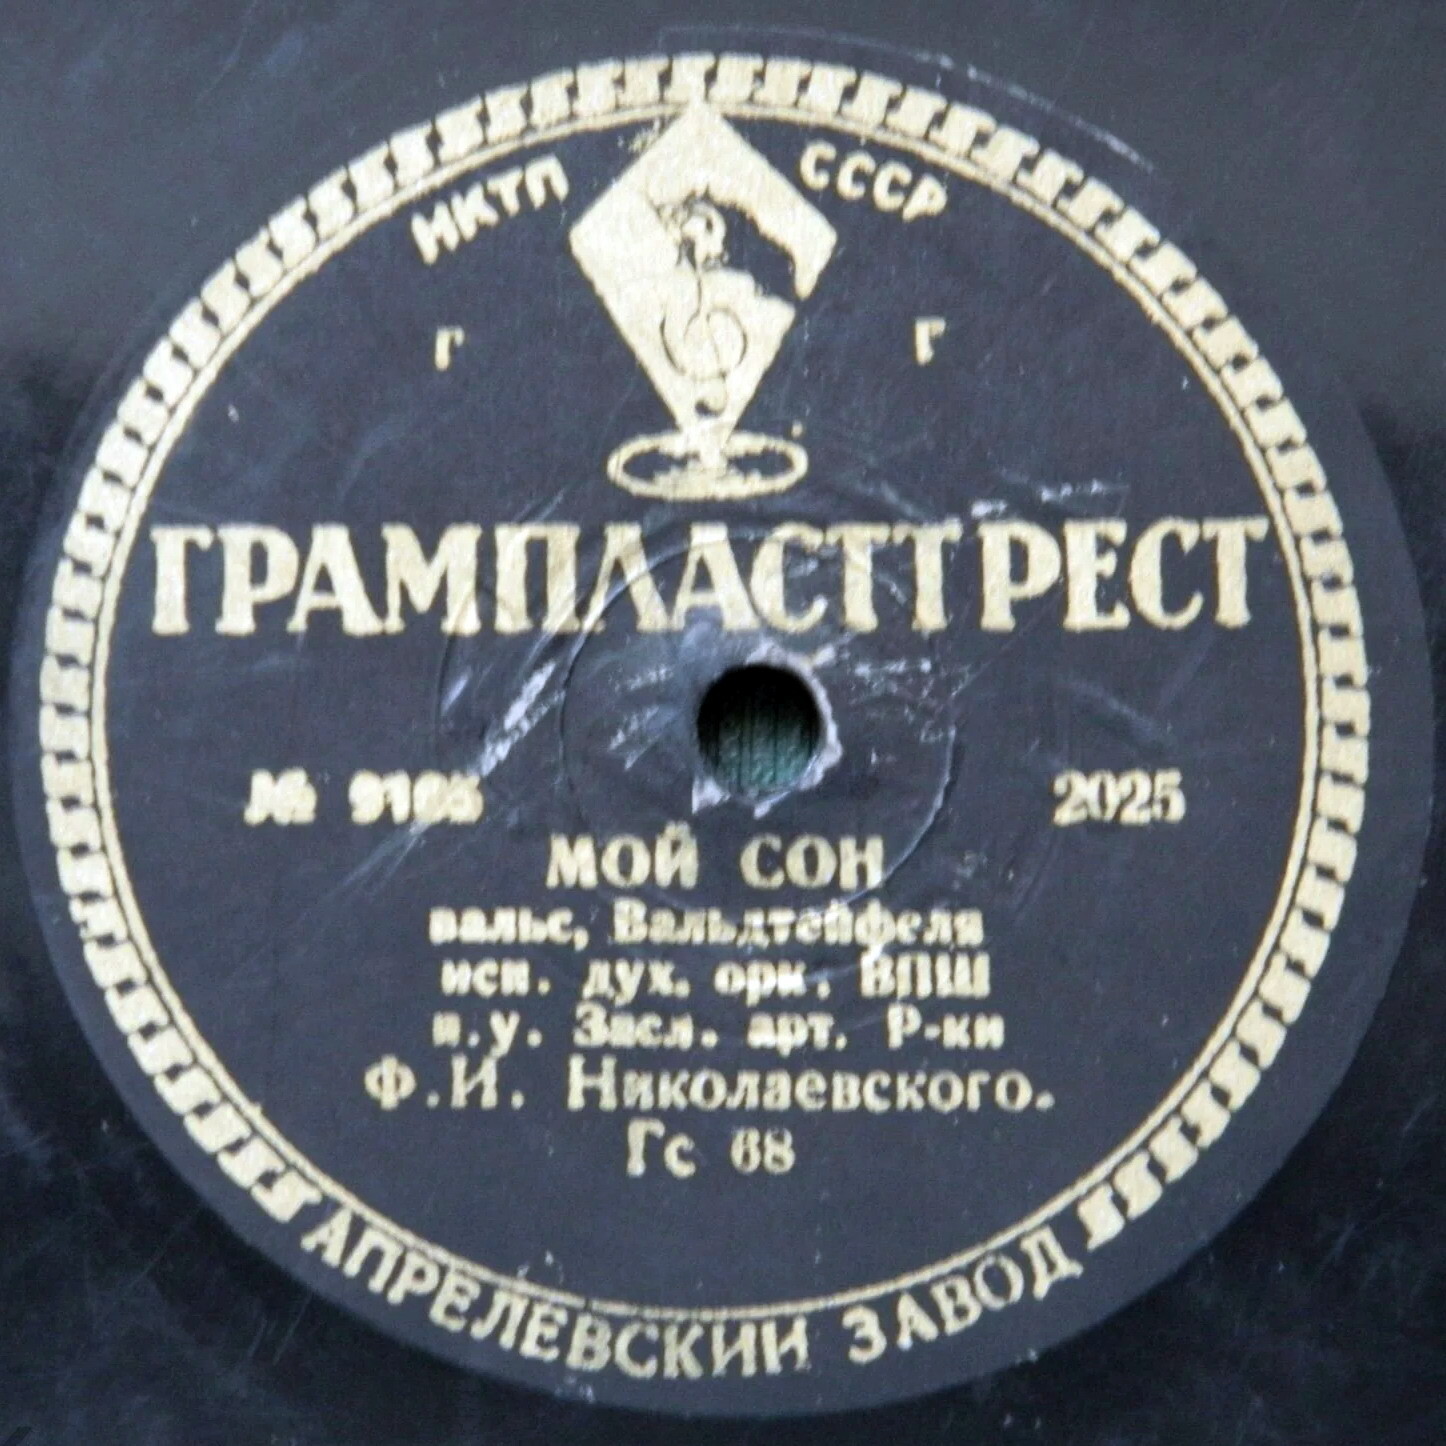 НКТП СССР
Г Г
ГРАМПЛАСТТРЕСТ
№ 2025
МОЙ СОН
вальс, Вальдтейфеля
исп. дух. орк. ВПШ
п.у. Засл. арт. Р-ки
Ф.И. Николаевского.
Гс 68
АПРЕЛЕВСКИЙ ЗАВОД